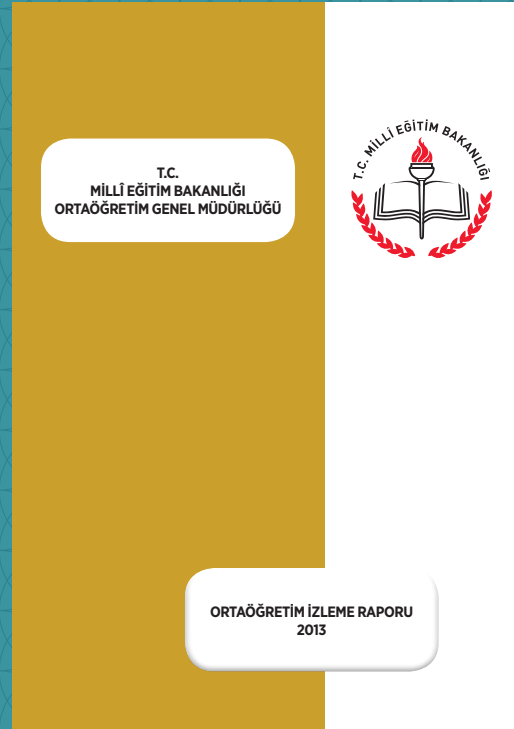 T.C.
MİLLÎ EĞİTİM BAKANLIĞI
ORTAÖĞRETİM GENEL MÜDÜRLÜĞÜ
T.C. MİLLİ EĞİTİM BAKANLIĞI
ORTAÖĞRETİM İZLEME RAPORU
2013